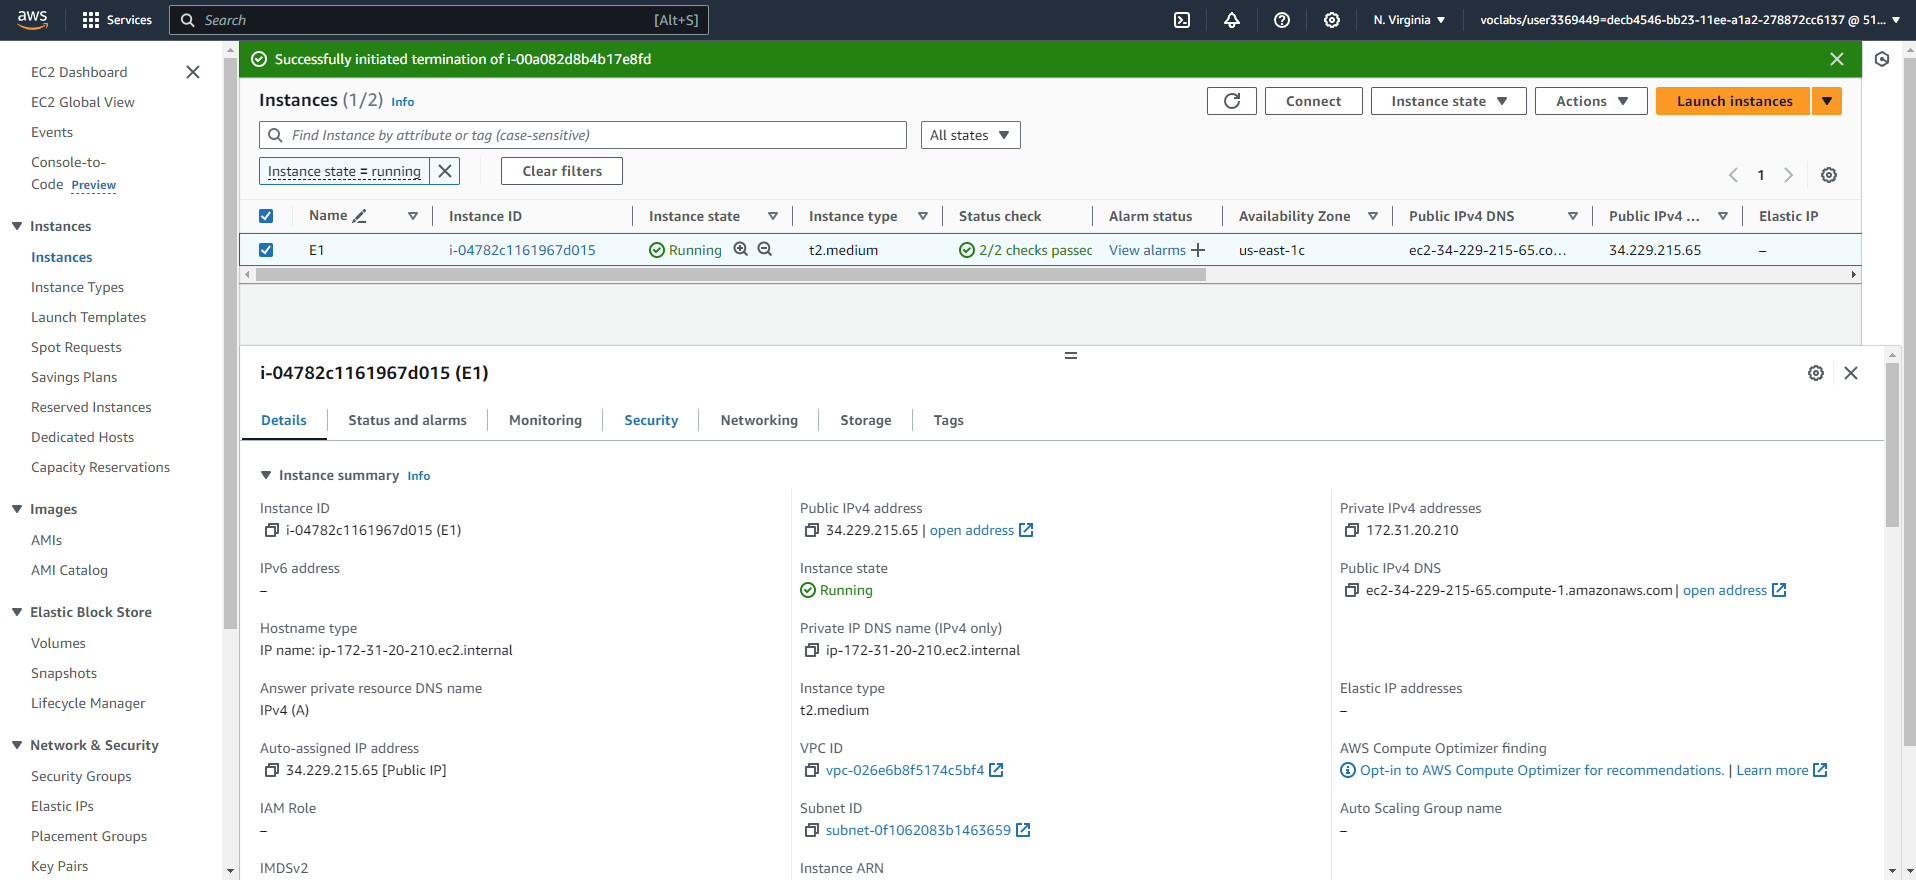 aws
Services
Search
[Alt+S]
N. Virginia
voclabs/user3369449=decb4546-bb23-11ee-a1a2-278872cc6137 @ 51...
EC2 Dashboard
EC2 Global View
Events
Console-to-
Code Preview
Instances
Instances
Instance Types
Launch Templates
Spot Requests
Savings Plans
Reserved Instances
Dedicated Hosts
Capacity Reservations
Images
AMIs
AMI Catalog
Elastic Block Store
Volumes
Snapshots
Lifecycle Manager
Network & Security
Security Groups
Elastic IPs
Placement Groups
Key Pairs
Successfully initiated termination of i-00a082d8b4b17e8fd
Instances (1/2) Info
Connect
Instance state
Actions
Launch instances
Find Instance by attribute or tag (case-sensitive)
All states
Instance state = running
Clear filters
1
Name
Instance ID
Instance state
Instance type
Status check
Alarm status
Availability Zone
Public IPv4 DNS
Public IPv4 ...
Elastic IP
E1
i-04782c1161967d015
Running
t2.medium
2/2 checks passec
View alarms +
us-east-1c
ec2-34-229-215-65.co...
34.229.215.65
–
i-04782c1161967d015 (E1)
Details
Status and alarms
Monitoring
Security
Networking
Storage
Tags
Instance summary Info
Instance ID
i-04782c1161967d015 (E1)
Public IPv4 address
34.229.215.65 | open address
Private IPv4 addresses
172.31.20.210
IPv6 address
–
Instance state
Running
Public IPv4 DNS
ec2-34-229-215-65.compute-1.amazonaws.com | open address
Hostname type
IP name: ip-172-31-20-210.ec2.internal
Private IP DNS name (IPv4 only)
ip-172-31-20-210.ec2.internal
Answer private resource DNS name
IPv4 (A)
Instance type
t2.medium
Elastic IP addresses
–
Auto-assigned IP address
34.229.215.65 [Public IP]
VPC ID
vpc-026e6b8f5174c5bf4
AWS Compute Optimizer finding
Opt-in to AWS Compute Optimizer for recommendations. | Learn more
IAM Role
–
Subnet ID
subnet-0f1062083b1463659
Auto Scaling Group name
–
IMDSv2
Instance ARN